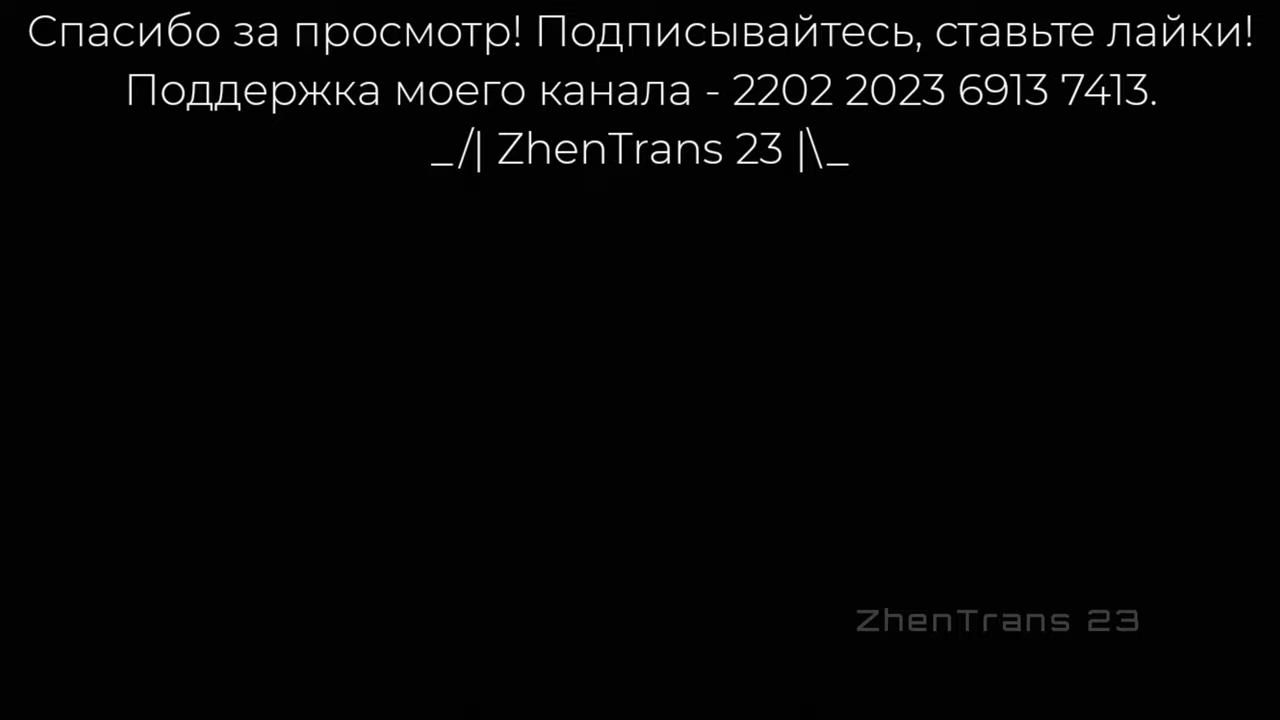 Спасибо за просмотр! Подписывайтесь, ставьте лайки!
Поддержка моего канала - 2202 2023 6913 7413.
_/| ZhenTrans 23 |\_
ZhenTrans 23